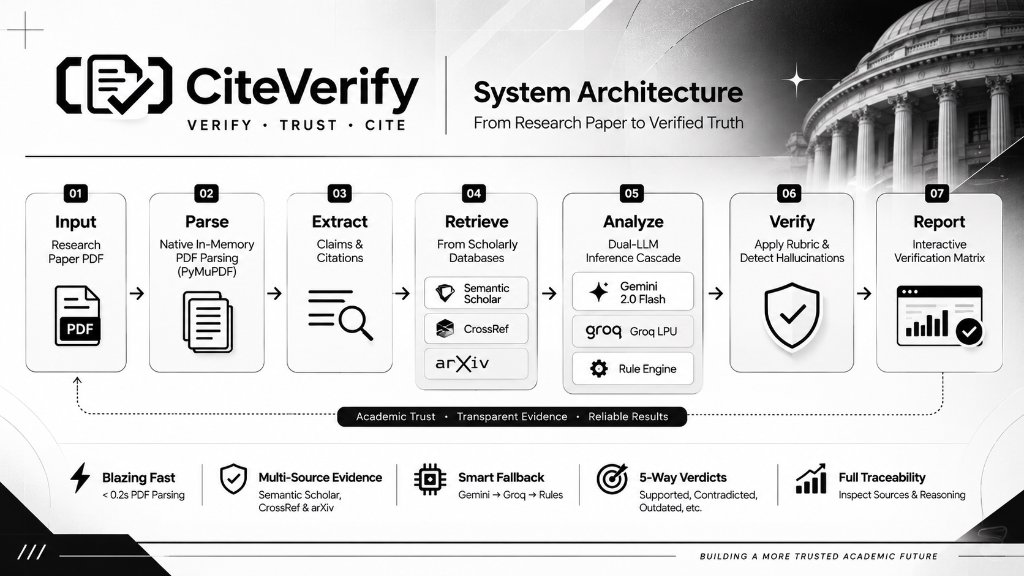 CiteVerify
VERIFY • TRUST • CITE
System Architecture
From Research Paper to Verified Truth
01
Input
Research
Paper PDF
PDF
02
Parse
Native In-Memory
PDF Parsing
(PyMuPDF)
03
Extract
Claims &
Citations
04
Retrieve
From Scholarly
Databases
Semantic
Scholar
CrossRef
arXiv
05
Analyze
Dual-LLM
Inference Cascade
Gemini
2.0 Flash
groq Groq LPU
Rule Engine
06
Verify
Apply Rubric &
Detect Hallucinations
07
Report
Interactive
Verification Matrix
Academic Trust • Transparent Evidence • Reliable Results
Blazing Fast
< 0.2s PDF Parsing
Multi-Source Evidence
Semantic Scholar,
CrossRef & arXiv
Smart Fallback
Gemini → Groq → Rules
5-Way Verdicts
Supported, Contradicted,
Outdated, etc.
Full Traceability
Inspect Sources & Reasoning
///
BUILDING A MORE TRUSTED ACADEMIC FUTURE